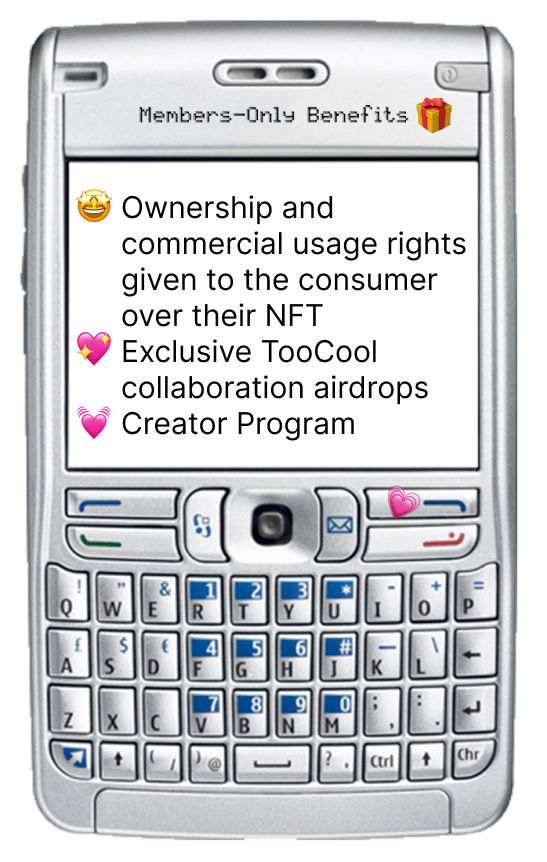 Members-Only Benefits 🎁
🤩 Ownership and
commercial usage rights
given to the consumer
over their NFT
💖 Exclusive TooCool
collaboration airdrops
💓 Creator Program
! " & 1 2 3 * - + =
Q W E R T Y U I O P
£ $ € 4 5 6 # — \
A S D F G H J K L ←
7 8 9 0 ; :
Z X C V B N M , . ↵
↑ ( / ) @ ? , Ctrl ↑ Chr